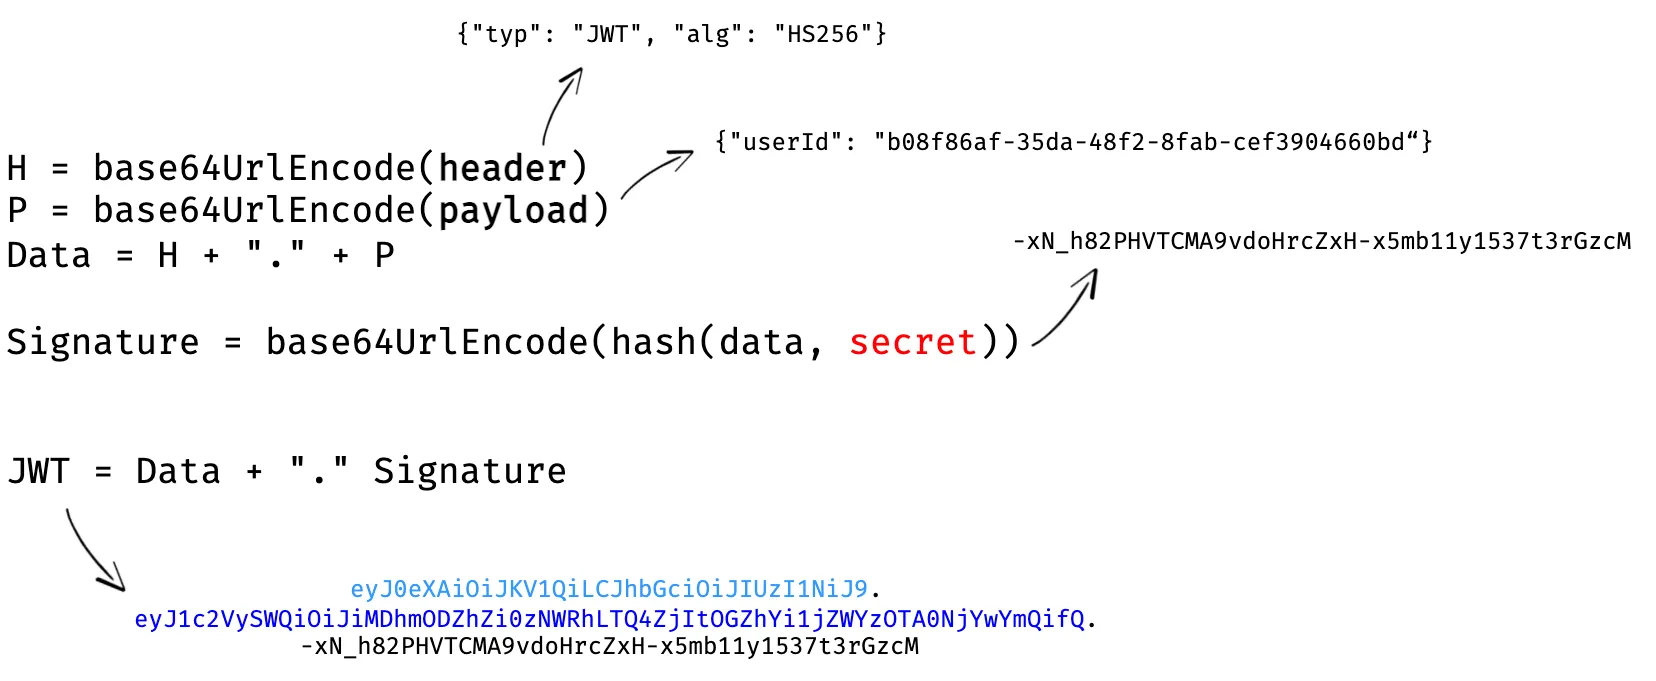 {"typ": "JWT", "alg": "HS256"}
{"userId": "b08f86af-35da-48f2-8fab-cef3904660bd“}
H = base64UrlEncode(header)
P = base64UrlEncode(payload)
Data = H + "." + P
-xN_h82PHVTCMA9vdoHrcZxH-x5mb11y1537t3rGzcM
Signature = base64UrlEncode(hash(data, secret))
JWT = Data + "." Signature
eyJ0eXAiOiJKV1QiLCJhbGciOiJIUzI1NiJ9.
eyJ1c2VySWQiOiJiMDhmODZhZi0zNWRhLTQ4ZjItOGZhYi1jZWYzOTA0NjYwYmQifQ.
-xN_h82PHVTCMA9vdoHrcZxH-x5mb11y1537t3rGzcM